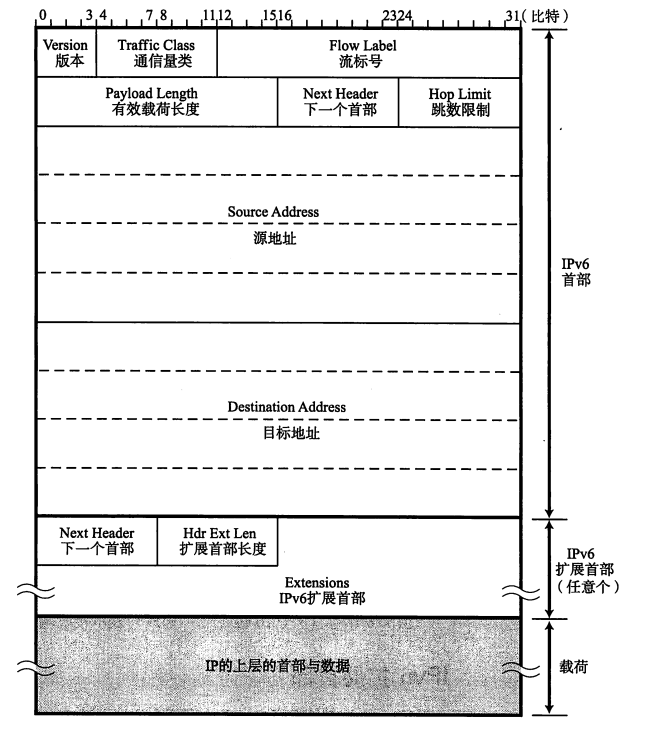 0 3 4 7 8 11 12 15 16 23 24 31 (比特)
Version Traffic Class Flow Label
版本 通信量类 流标号
Payload Length Next Header Hop Limit
有效载荷长度 下一个首部 跳数限制
Source Address
源地址
IPv6
首部
Destination Address
目标地址
Next Header Hdr Ext Len
下一个首部 扩展首部长度
IPv6
扩展首部
(任意个)
Extensions
IPv6扩展首部
IP的上层的首部与数据
载荷